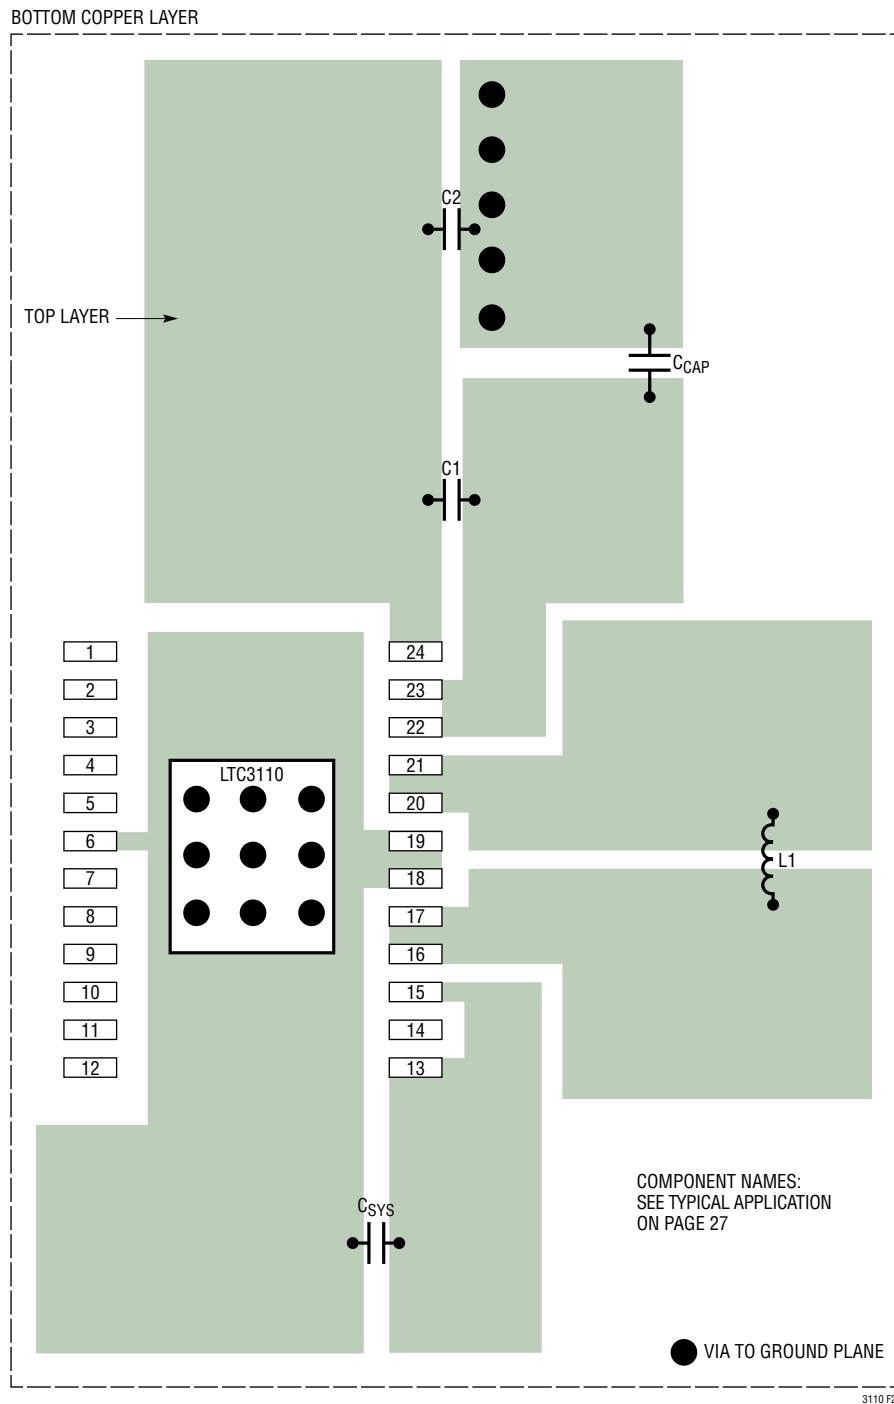 BOTTOM COPPER LAYER
C2
TOP LAYER
CCAP
C1
1
24
2
23
3
22
4
21
LTC3110
5
20
6
19
L1
7
18
8
17
9
16
10
15
11
14
12
13
COMPONENT NAMES:
SEE TYPICAL APPLICATION
ON PAGE 27
CSYS
VIA TO GROUND PLANE
3110 F2